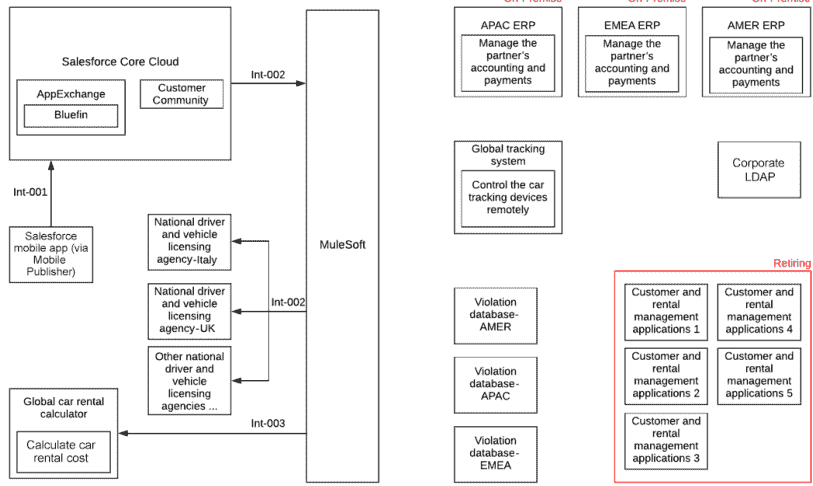 On-Premise
On-Premise
On-Premise
Salesforce Core Cloud
AppExchange
Bluefin
Customer
Community
Int-002
Int-001
Salesforce
mobile app (via
Mobile
Publisher)
National driver
and vehicle
licensing
agency-Italy
National driver
and vehicle
licensing
agency-UK
Int-002
Other national
driver and
vehicle
licensing
agencies ...
Global car rental
calculator
Calculate car
rental cost
Int-003
MuleSoft
APAC ERP
Manage the
partner's
accounting and
payments
EMEA ERP
Manage the
partner's
accounting and
payments
AMER ERP
Manage the
partner's
accounting and
payments
Global tracking
system
Control the car
tracking devices
remotely
Corporate
LDAP
Violation
database-
AMER
Violation
database-
APAC
Violation
database-
EMEA
Retiring
Customer and
rental
management
applications 1
Customer and
rental
management
applications 4
Customer and
rental
management
applications 2
Customer and
rental
management
applications 5
Customer and
rental
management
applications 3